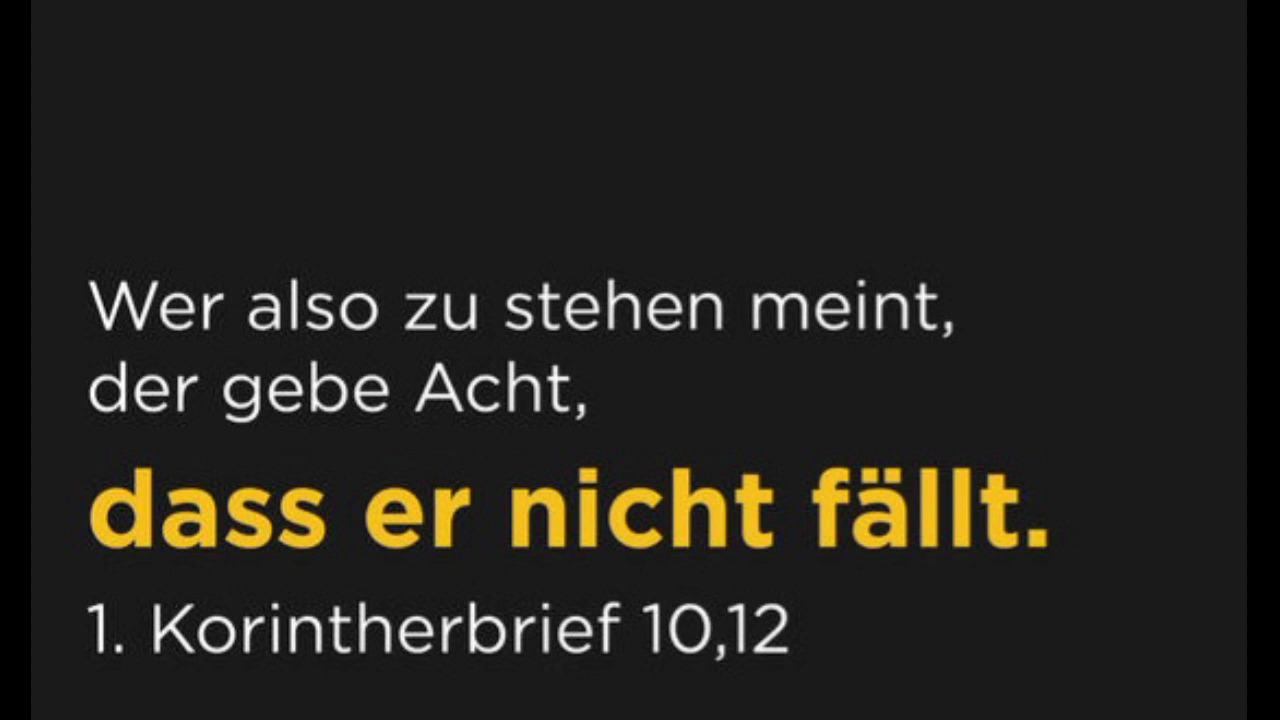 Wer also zu stehen meint,
der gebe Acht,
dass er nicht fällt.
1. Korintherbrief 10,12